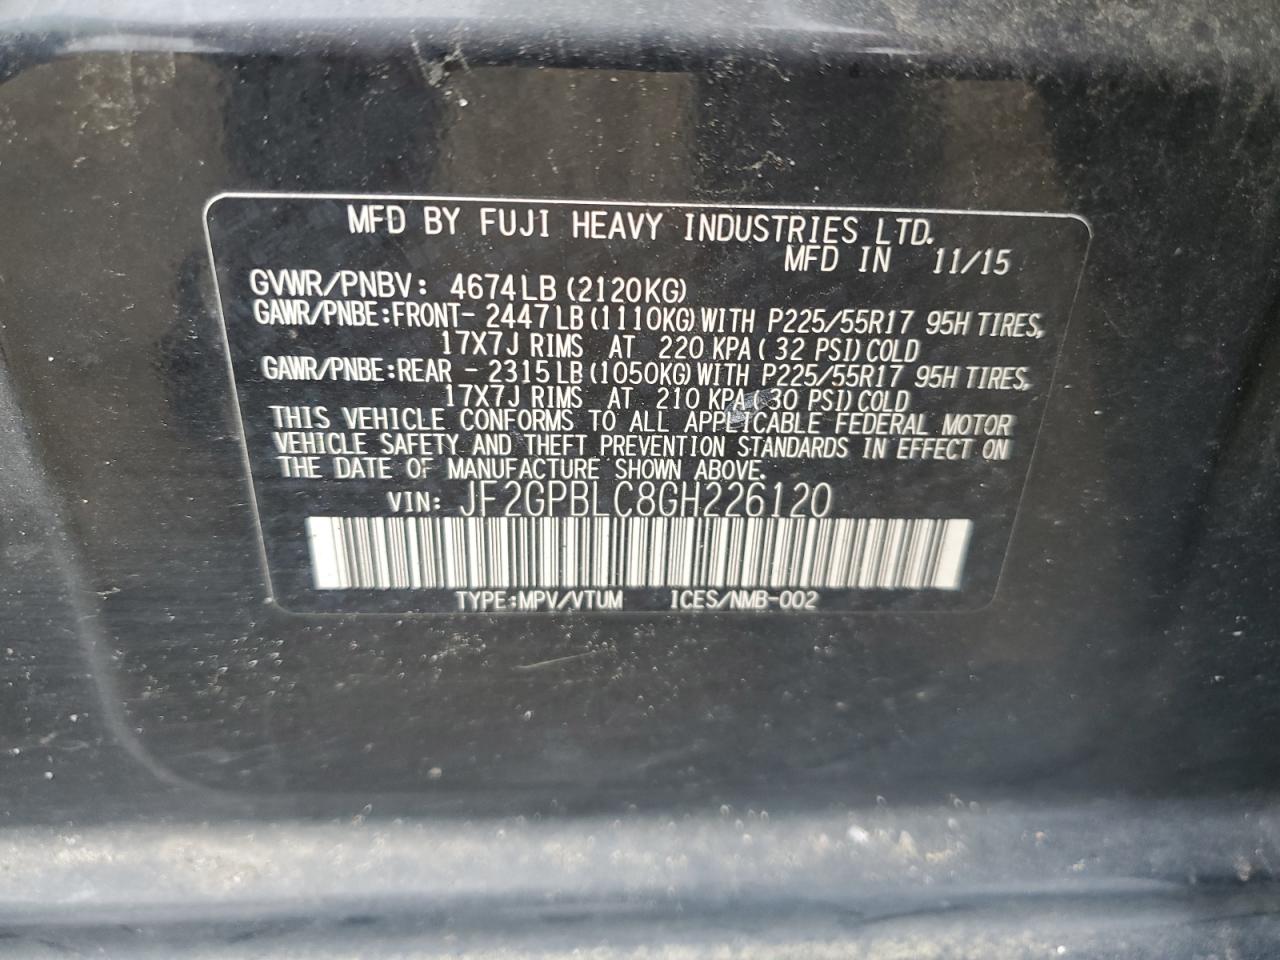 MFD BY FUJI HEAVY INDUSTRIES LTD.
MFD IN 11/15
GVWR/PNBV: 4674LB (2120KG)
GAWR/PNBE:FRONT- 2447LB(1110KG)WITH P225/55R17 95H TIRES,
17X7J RIMS AT 220 KPA( 32 PSI)COLD
GAWR/PNBE:REAR - 2315LB(1050KG)WITH P225/55R17 95H TIRES,
17X7J RIMS AT 210 KPA( 30 PSI)COLD
THIS VEHICLE CONFORMS TO ALL APPLICABLE FEDERAL MOTOR
VEHICLE SAFETY AND THEFT PREVENTION STANDARDS IN EFFECT ON
THE DATE OF MANUFACTURE SHOWN ABOVE.
VIN: JF2GPBLC8GH226120
TYPE:MPV/VTUM ICES/NMB-002